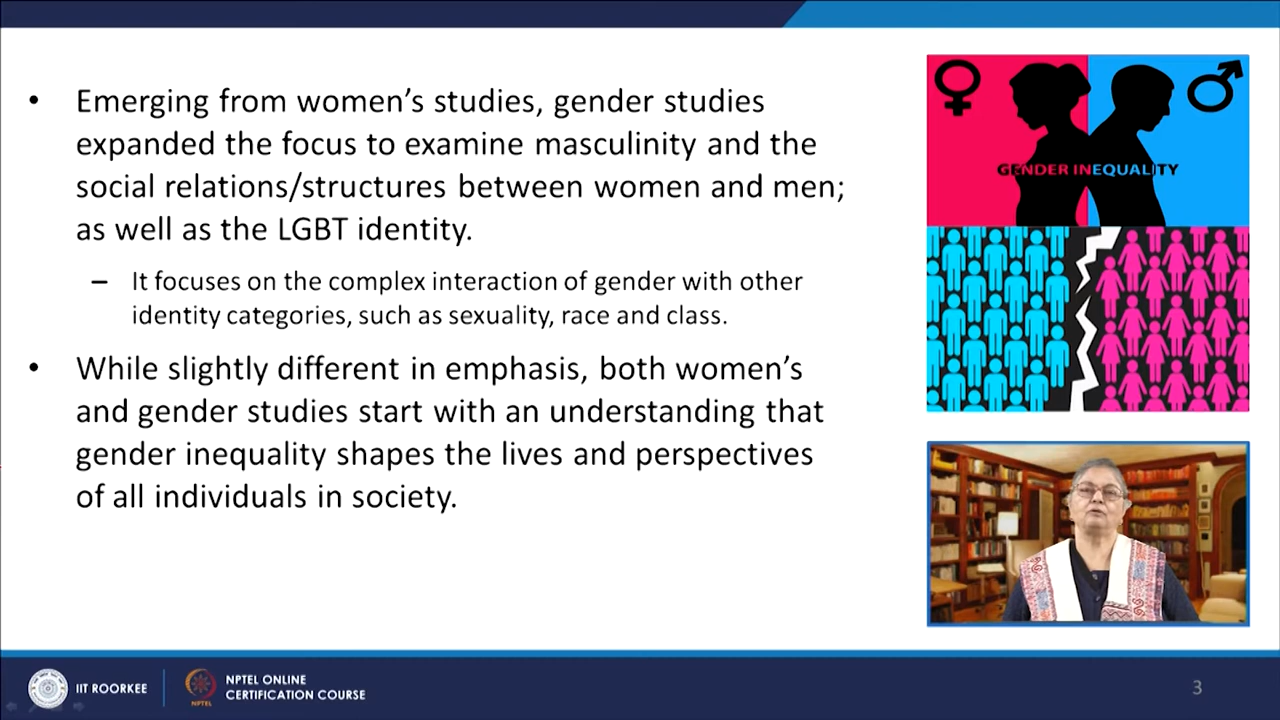 • Emerging from women’s studies, gender studies
expanded the focus to examine masculinity and the
social relations/structures between women and men;
as well as the LGBT identity.
– It focuses on the complex interaction of gender with other
identity categories, such as sexuality, race and class.
• While slightly different in emphasis, both women’s
and gender studies start with an understanding that
gender inequality shapes the lives and perspectives
of all individuals in society.
GENDER INEQUALITY
IIT ROORKEE
NPTEL
NPTEL ONLINE
CERTIFICATION COURSE
3